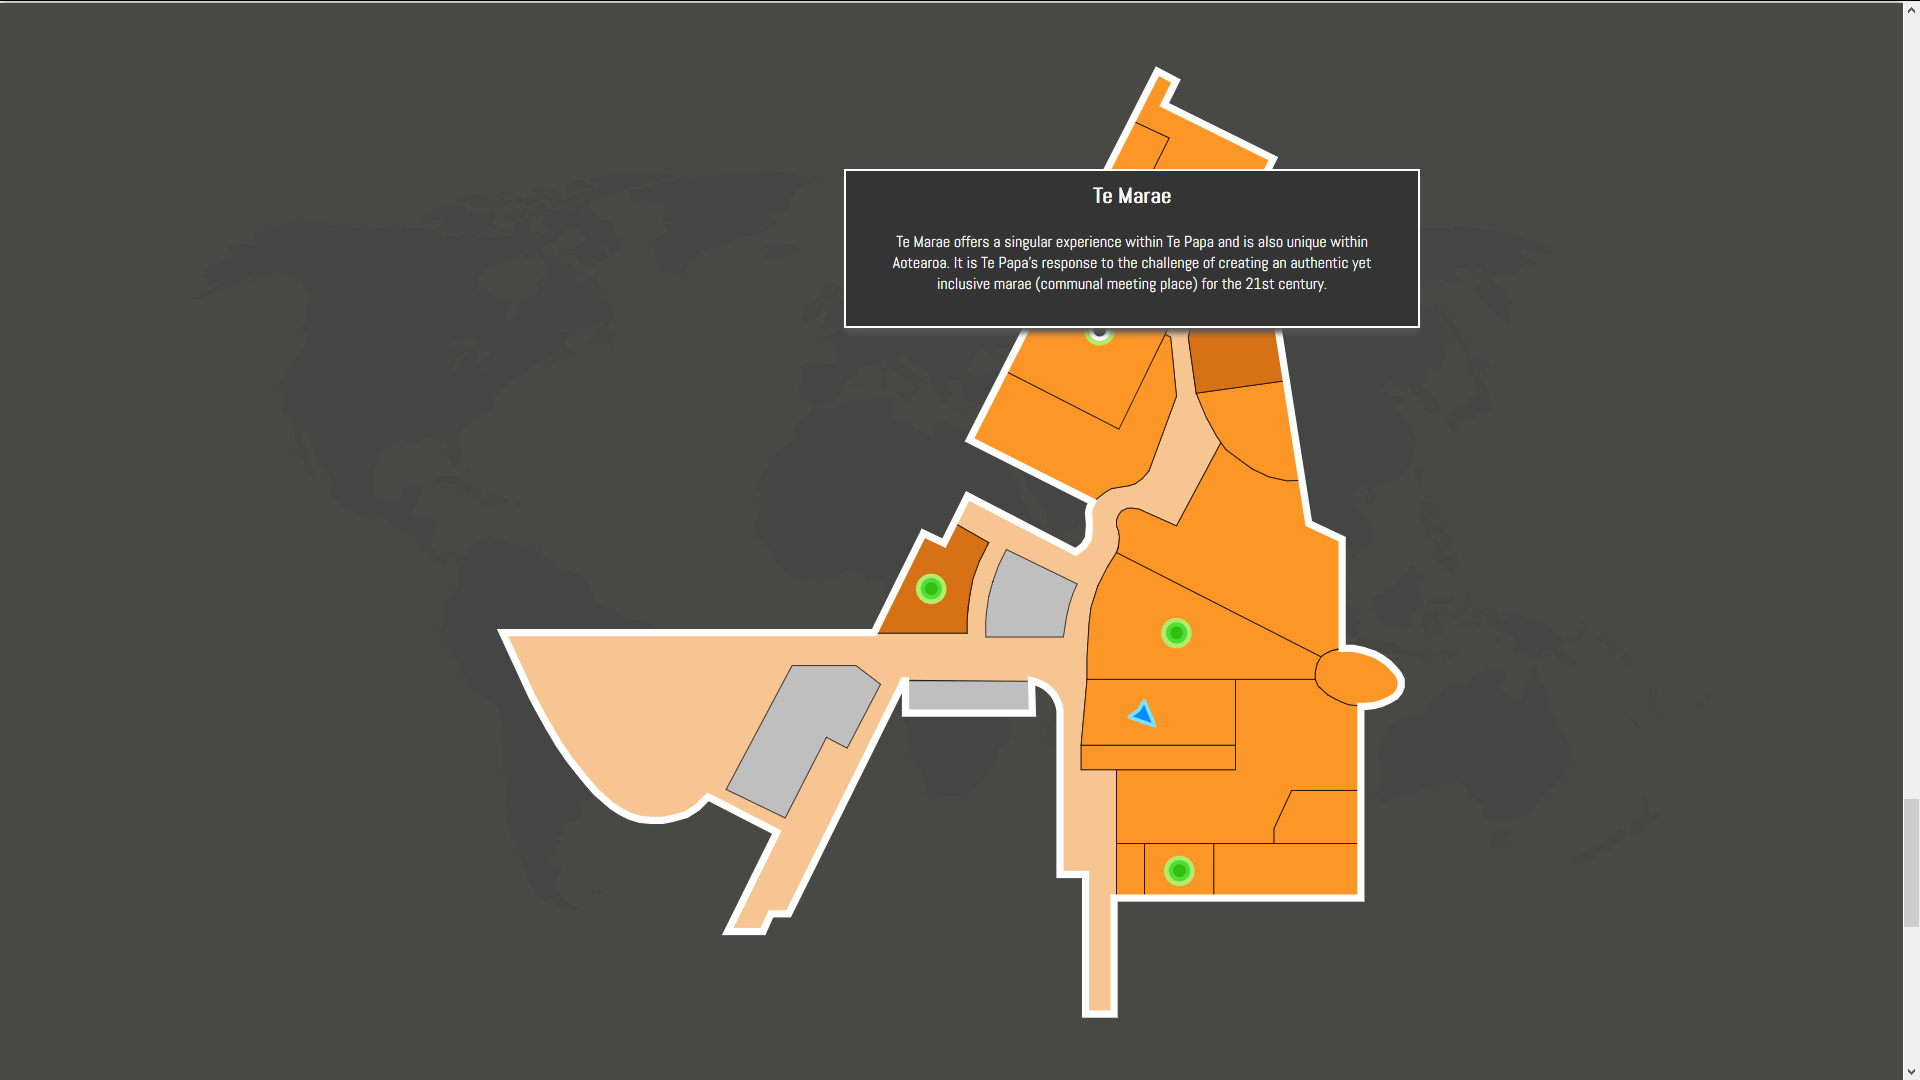 Te Marae
Te Marae offers a singular experience within Te Papa and is also unique within
Aotearoa. It is Te Papa's response to the challenge of creating an authentic yet
inclusive marae (communal meeting place) for the 21st century.